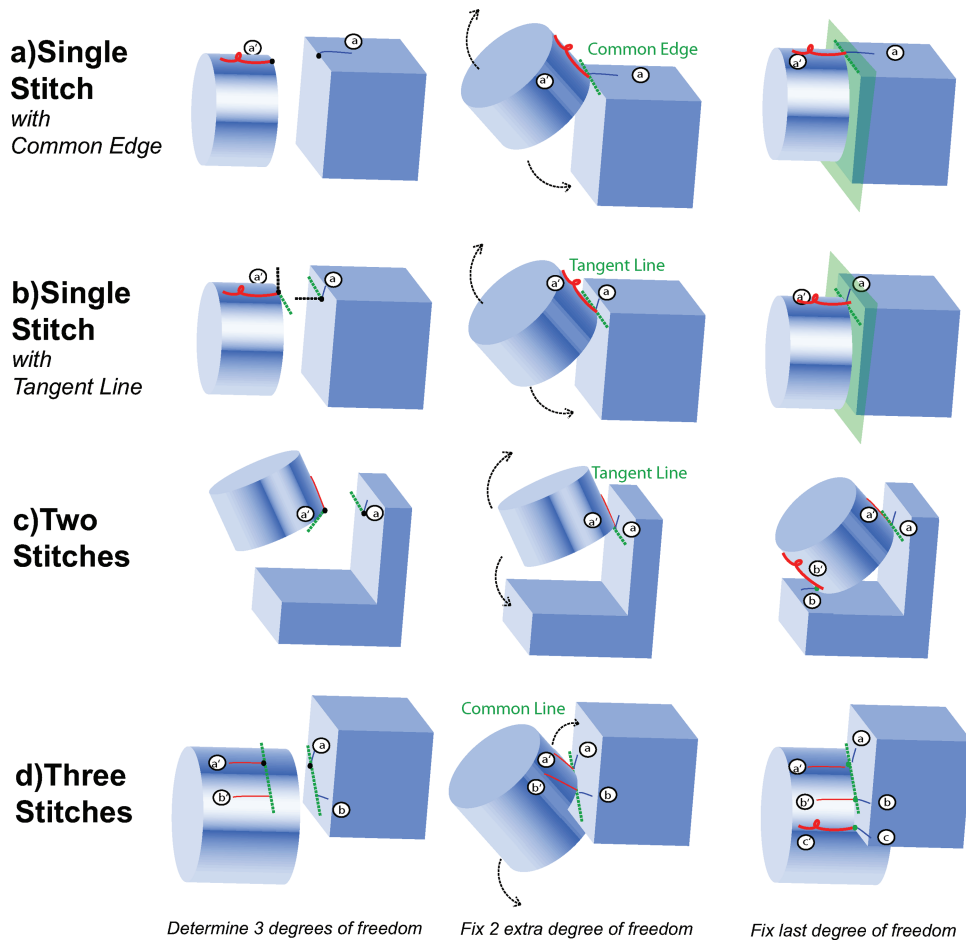 a)Single
Stitch
with
Common Edge
a'
a
a'
Common Edge
a
a'
a
b)Single
Stitch
with
Tangent Line
a'
a
Tangent Line
a'
a
a'
a
c)Two
Stitches
a'
a
Tangent Line
a'
a
a'
a
b'
b
d)Three
Stitches
a'
a
b'
b
Common Line
a'
a
b'
b
a
a'
b'
b
c'
c
Determine 3 degrees of freedom
Fix 2 extra degree of freedom
Fix last degree of freedom